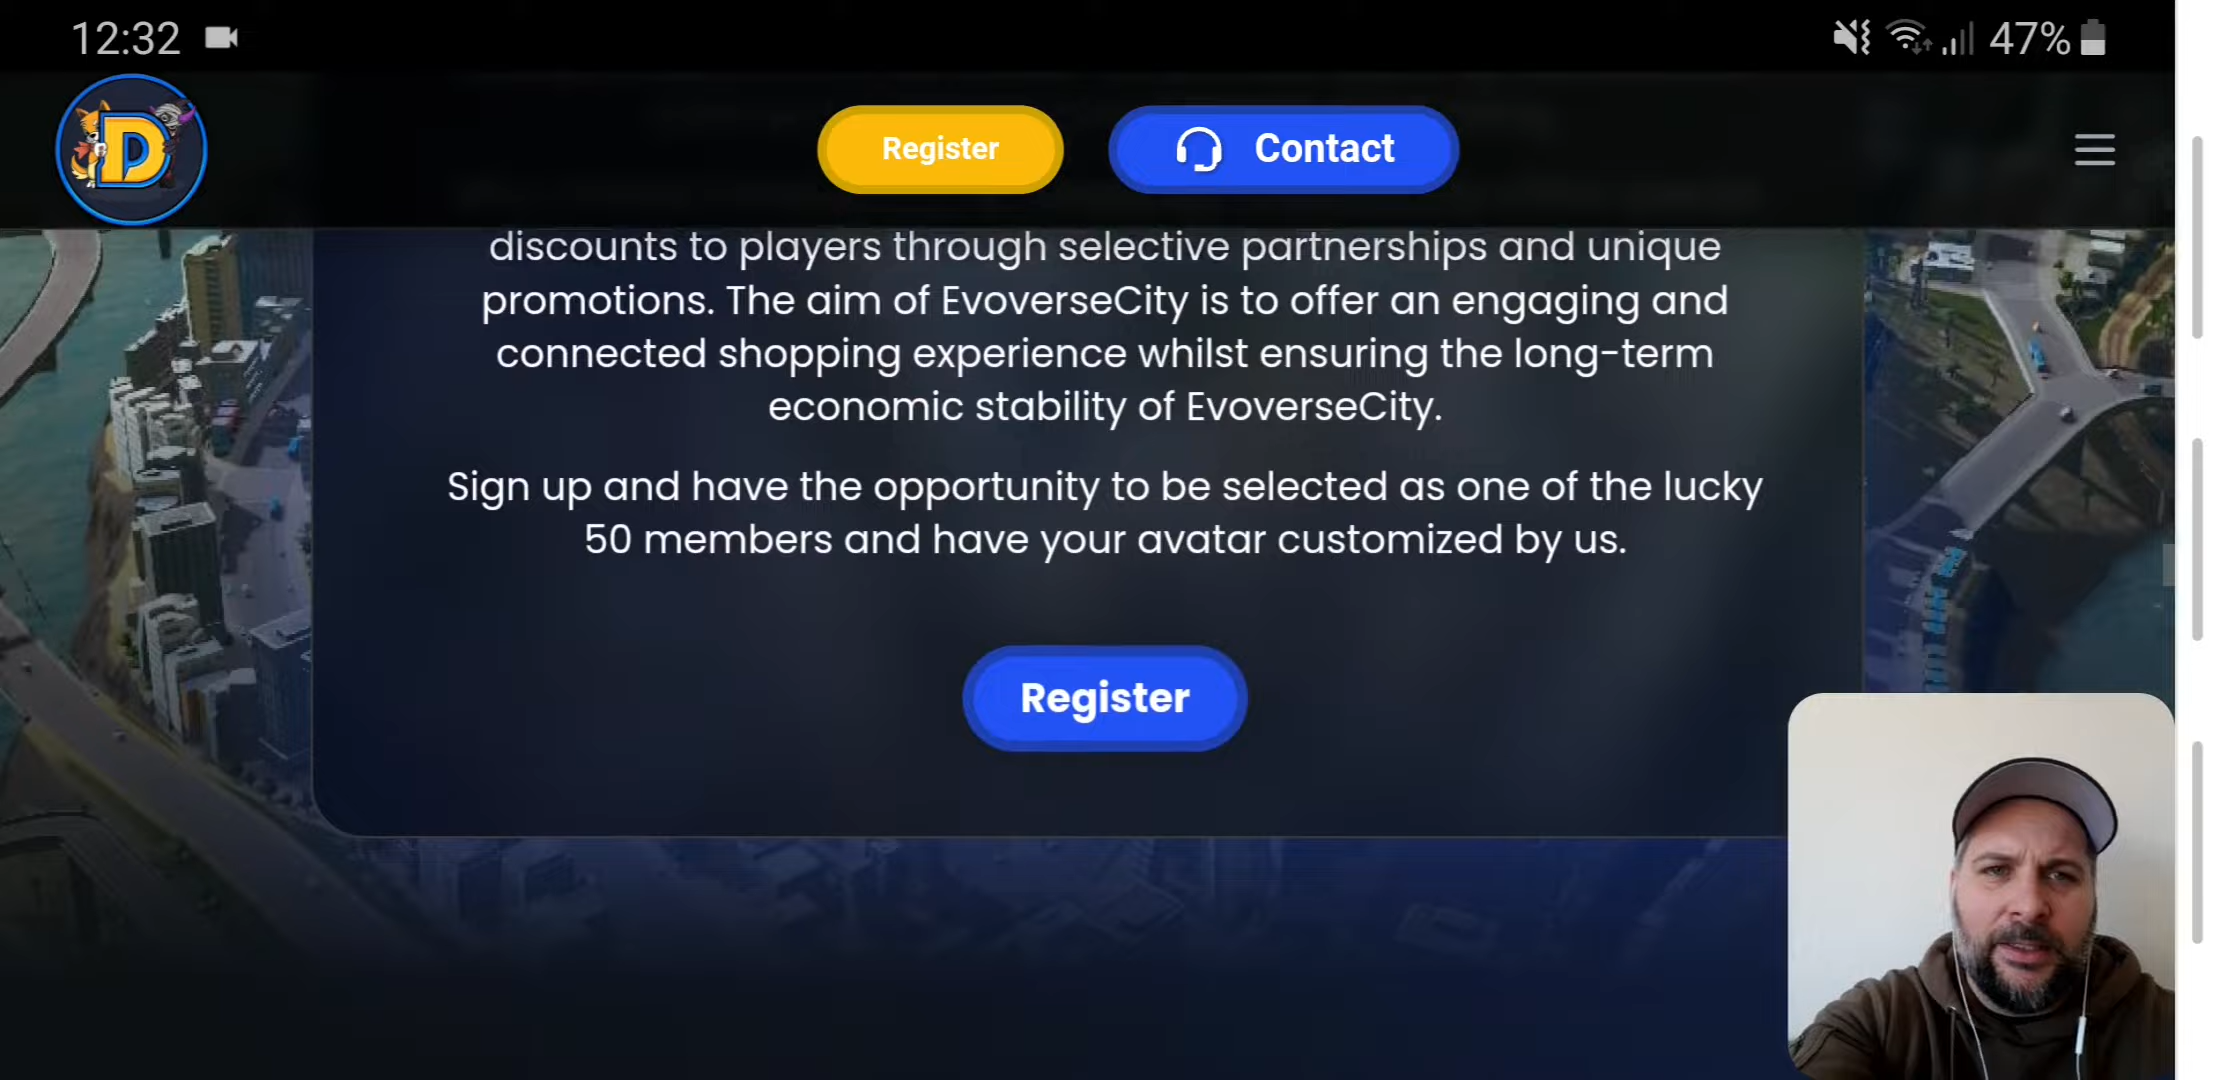 12:32
47%
D
Register
Contact
discounts to players through selective partnerships and unique
promotions. The aim of EvoverseCity is to offer an engaging and
connected shopping experience whilst ensuring the long-term
economic stability of EvoverseCity.
Sign up and have the opportunity to be selected as one of the lucky
50 members and have your avatar customized by us.
Register